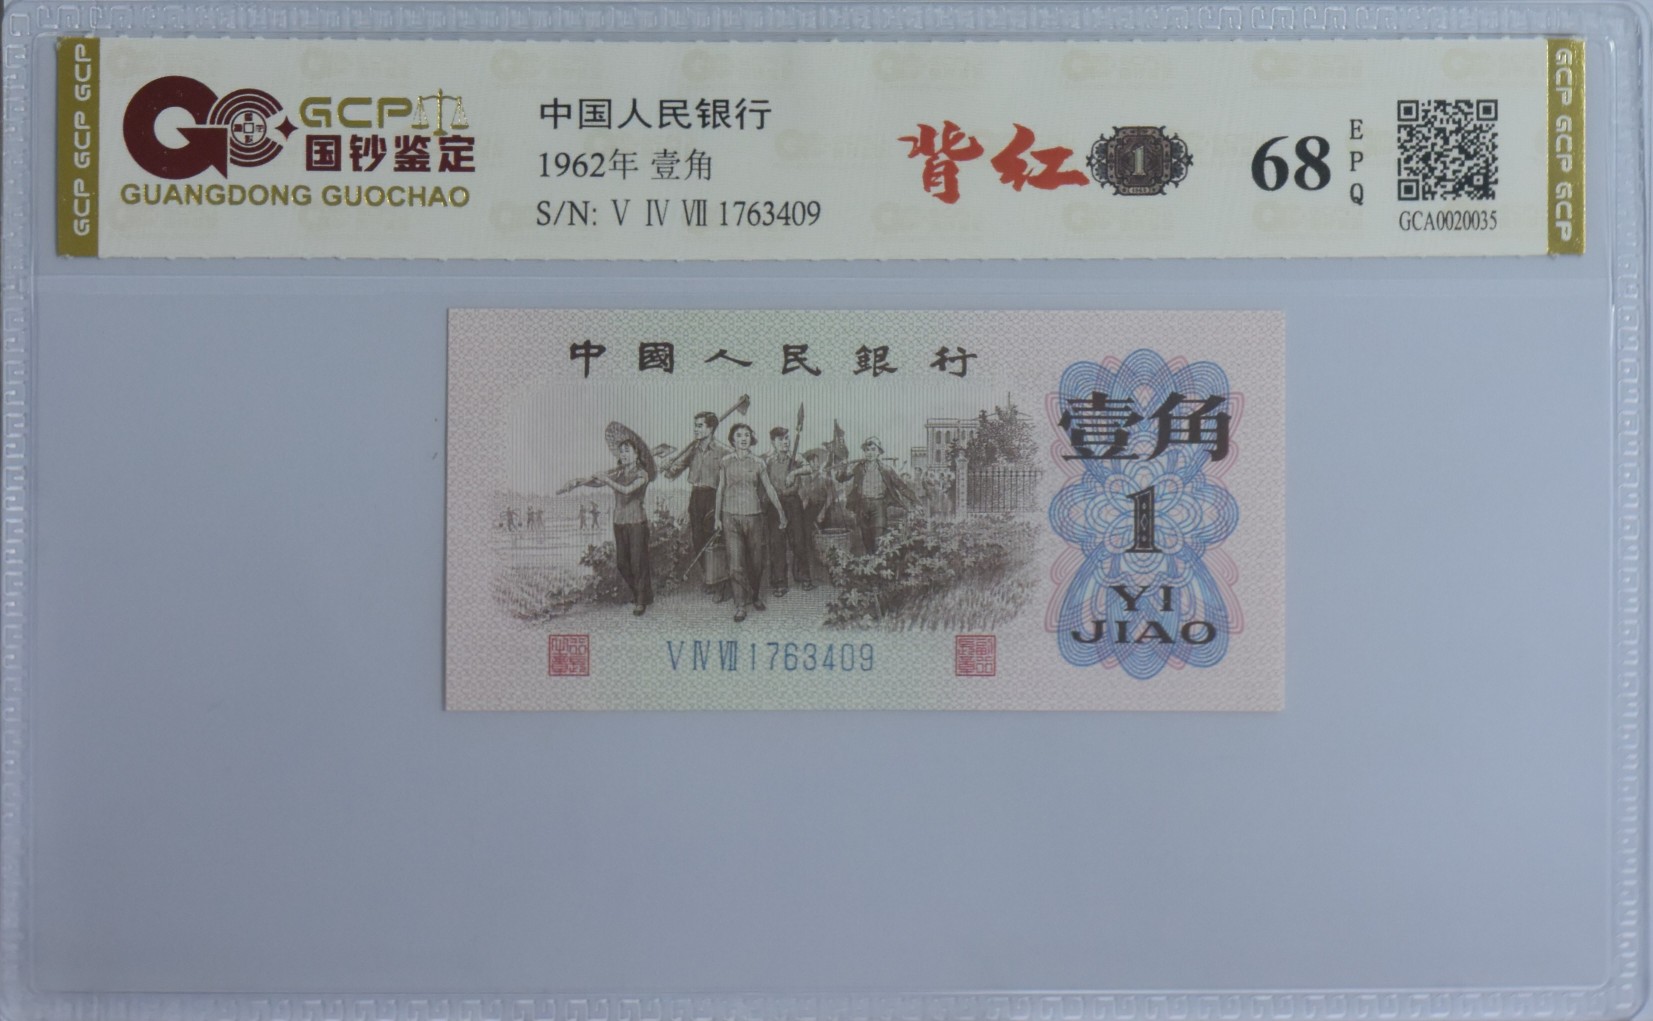 GCP GCP GCP
GCP
国钞鉴定
GUANGDONG GUOCHAO
中国人民银行
1962年 壹角
S/N: Ⅴ Ⅳ Ⅶ 1763409
背红
1
68
EPQ
GCA0020035
GCP GCP GCP
中國人民銀行
壹角
1
YI
JIAO
Ⅴ Ⅳ Ⅶ 1763409